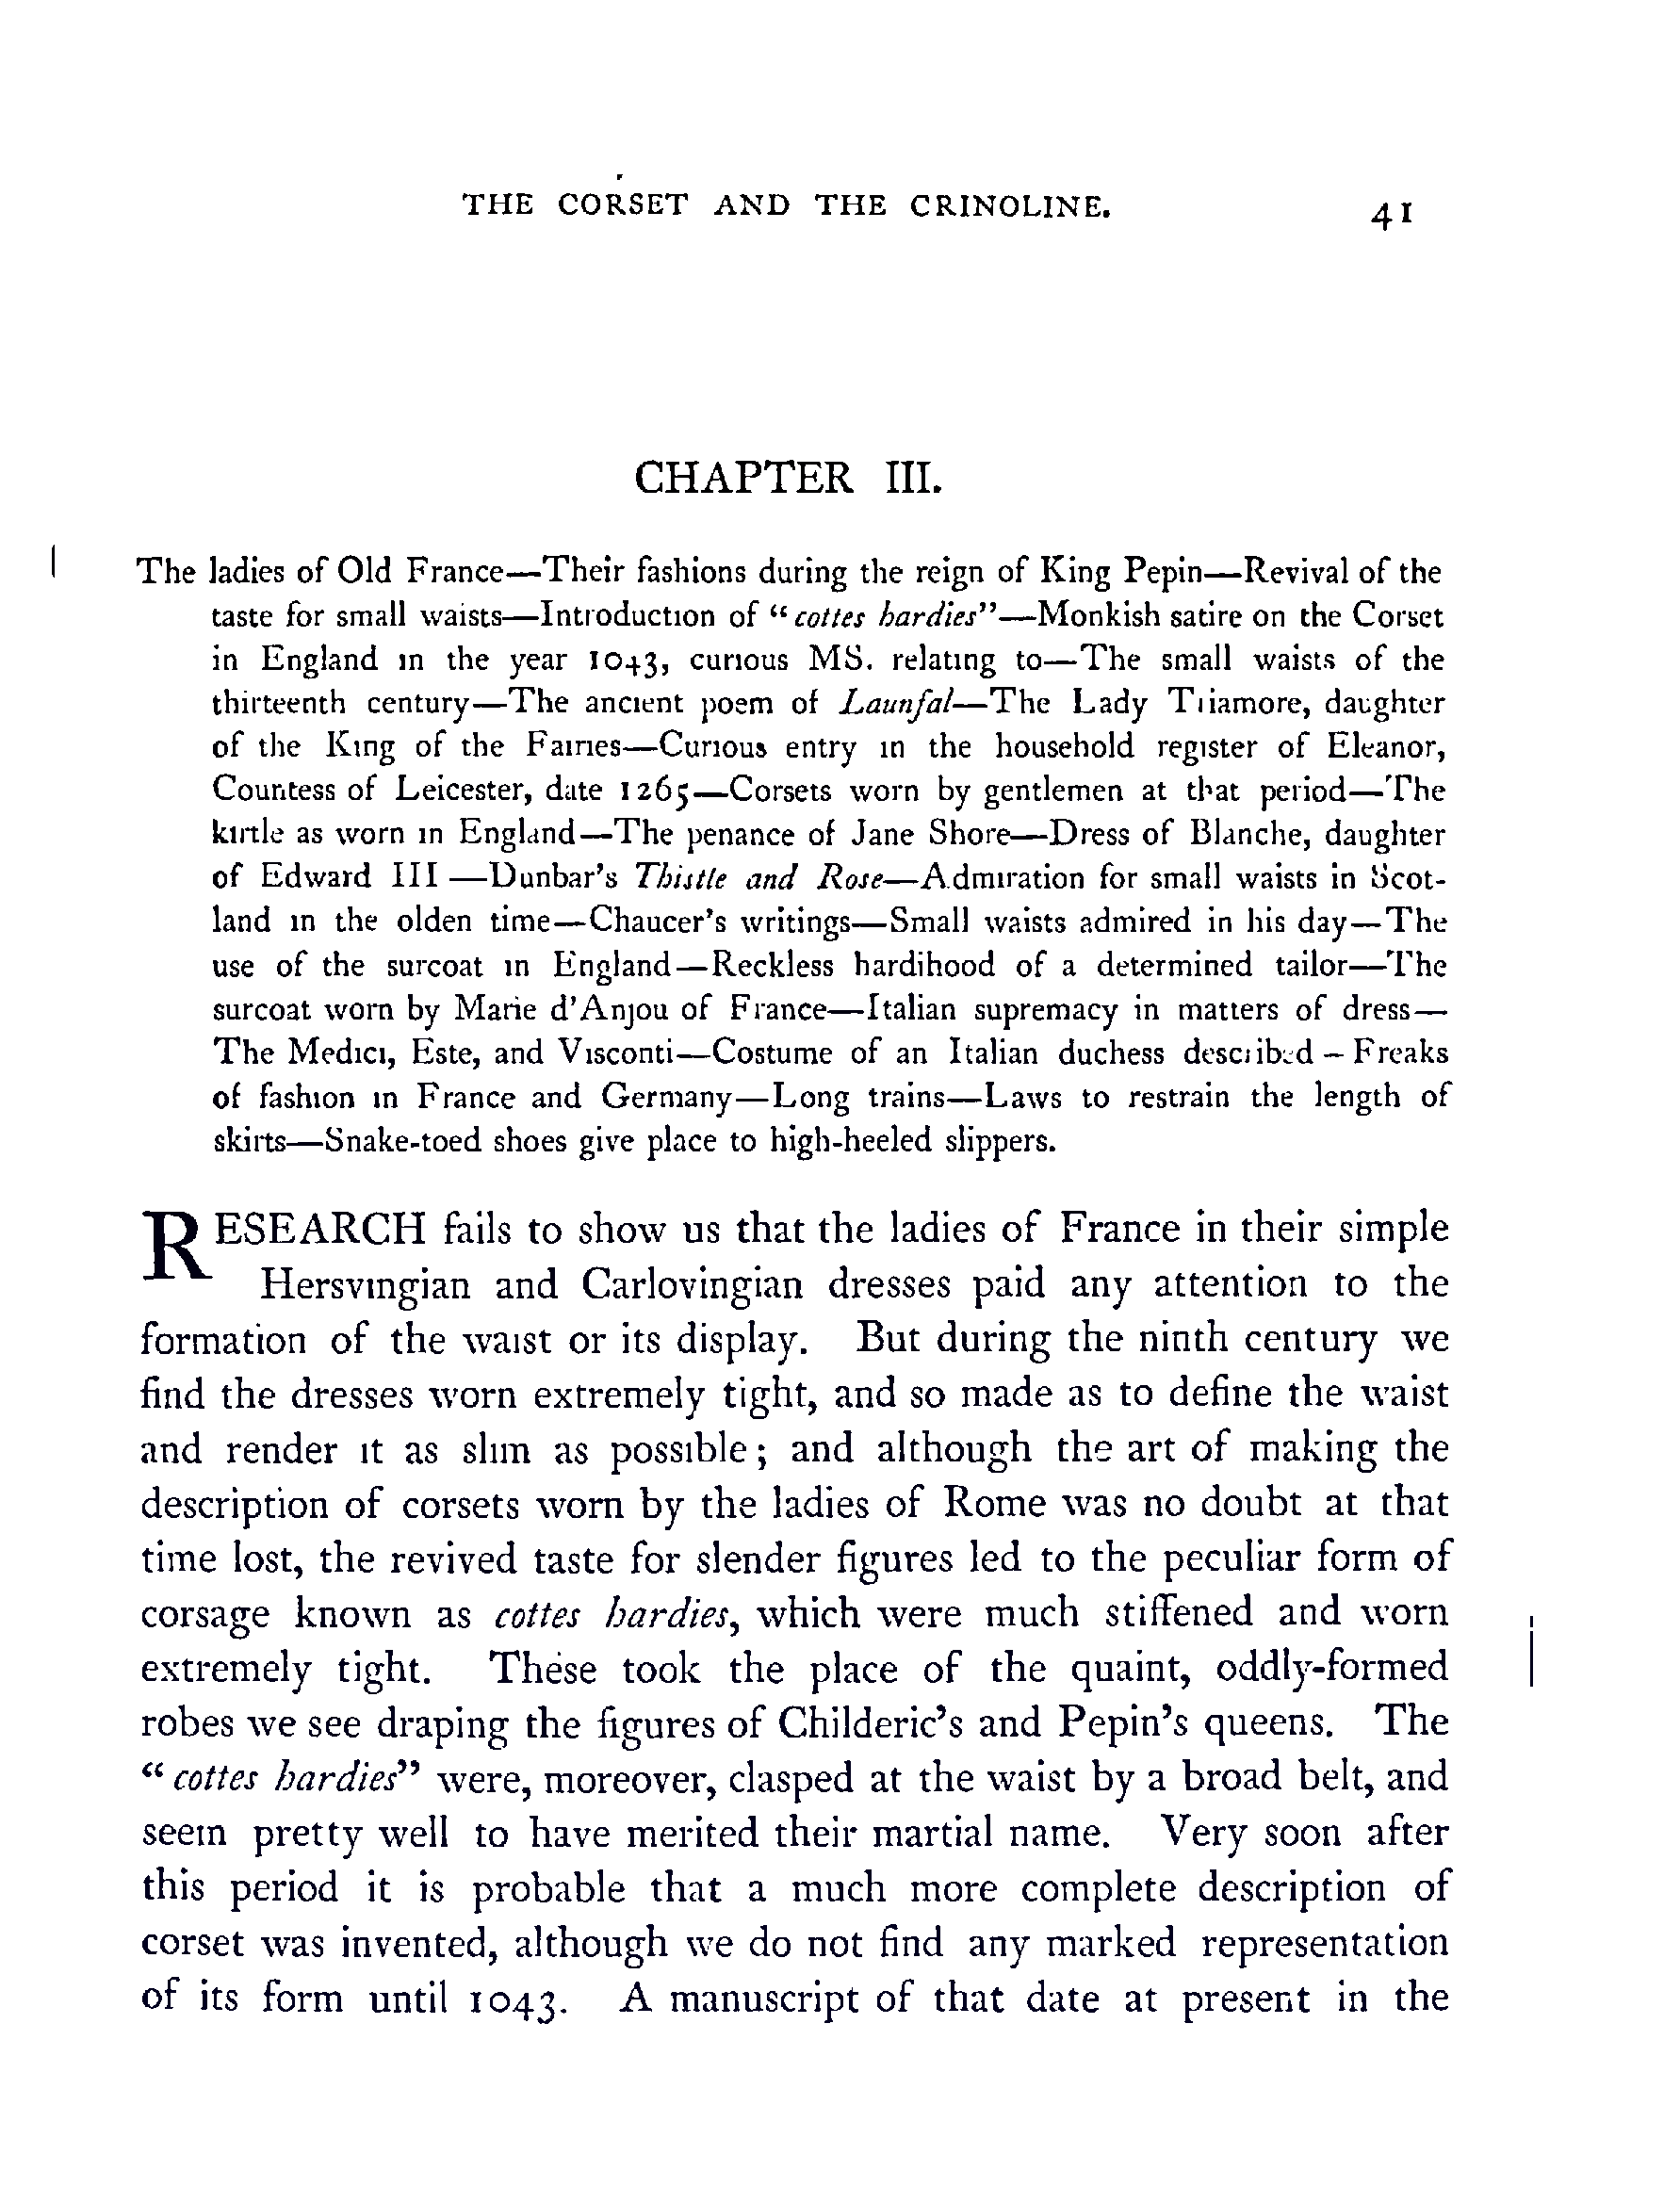 THE CORSET AND THE CRINOLINE. 41
CHAPTER III.
The ladies of Old France—Their fashions during the reign of King Pepin—Revival of the
taste for small waists—Introduction of “cottes hardies”—Monkish satire on the Corset
in England in the year 1043, curious MS. relating to—The small waists of the
thirteenth century—The ancient poem of Launfal—The Lady Triamore, daughter
of the King of the Fairies—Curious entry in the household register of Eleanor,
Countess of Leicester, date 1265—Corsets worn by gentlemen at that period—The
kirtle as worn in England—The penance of Jane Shore—Dress of Blanche, daughter
of Edward III—Dunbar’s Thistle and Rose—Admiration for small waists in Scot-
land in the olden time—Chaucer’s writings—Small waists admired in his day—The
use of the surcoat in England—Reckless hardihood of a determined tailor—The
surcoat worn by Marie d’Anjou of France—Italian supremacy in matters of dress—
The Medici, Este, and Visconti—Costume of an Italian duchess described—Freaks
of fashion in France and Germany—Long trains—Laws to restrain the length of
skirts—Snake-toed shoes give place to high-heeled slippers.
RESEARCH fails to show us that the ladies of France in their simple
Hersvingian and Carlovingian dresses paid any attention to the
formation of the waist or its display. But during the ninth century we
find the dresses worn extremely tight, and so made as to define the waist
and render it as slim as possible; and although the art of making the
description of corsets worn by the ladies of Rome was no doubt at that
time lost, the revived taste for slender figures led to the peculiar form of
corsage known as cottes hardies, which were much stiffened and worn
extremely tight. These took the place of the quaint, oddly-formed
robes we see draping the figures of Childeric’s and Pepin’s queens. The
“cottes hardies” were, moreover, clasped at the waist by a broad belt, and
seem pretty well to have merited their martial name. Very soon after
this period it is probable that a much more complete description of
corset was invented, although we do not find any marked representation
of its form until 1043. A manuscript of that date at present in the